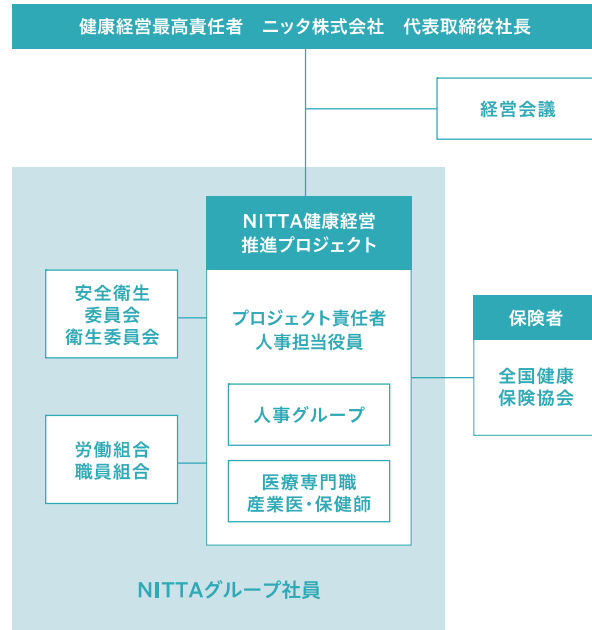 健康経営最高責任者　ニッタ株式会社　代表取締役社長
経営会議
NITTA健康経営
推進プロジェクト
安全衛生
委員会
衛生委員会
プロジェクト責任者
人事担当役員
保険者
全国健康
保険協会
人事グループ
労働組合
職員組合
医療専門職
産業医・保健師
NITTAグループ社員